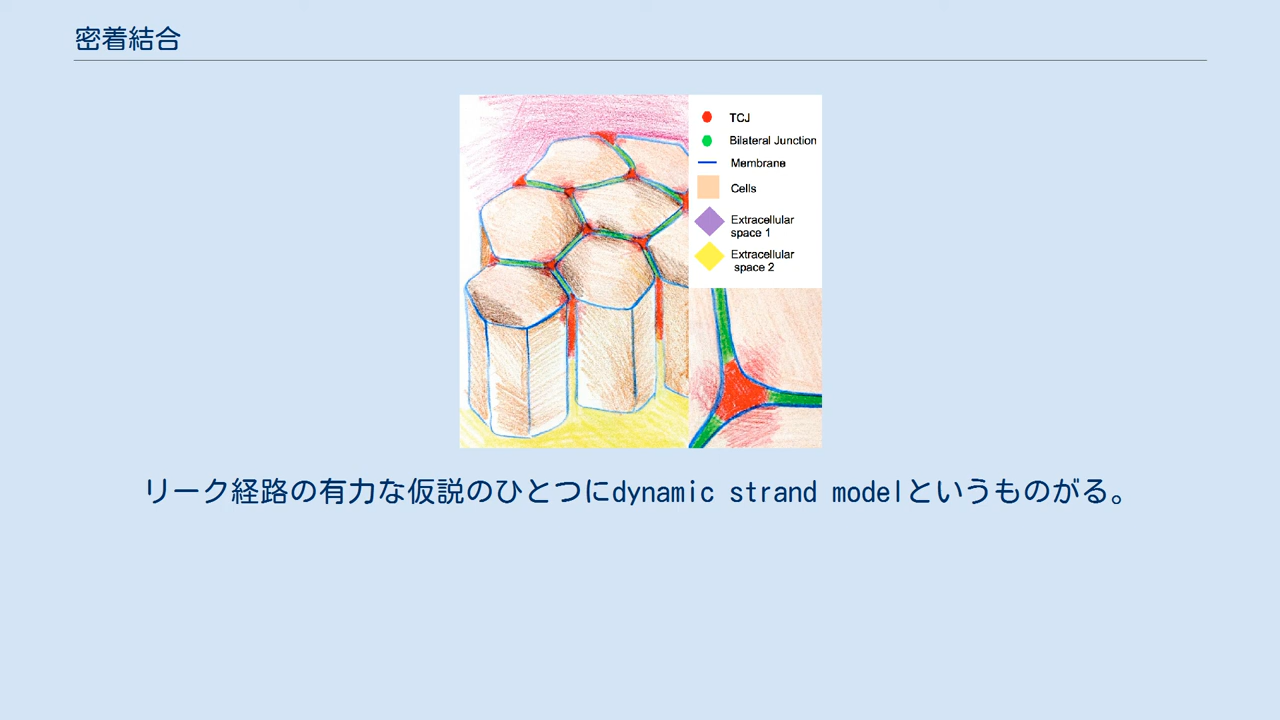 密着結合
TCJ
Bilateral Junction
Membrane
Cells
Extracellular
space 1
Extracellular
space 2
リーク経路の有力な仮説のひとつにdynamic strand modelというものがる。